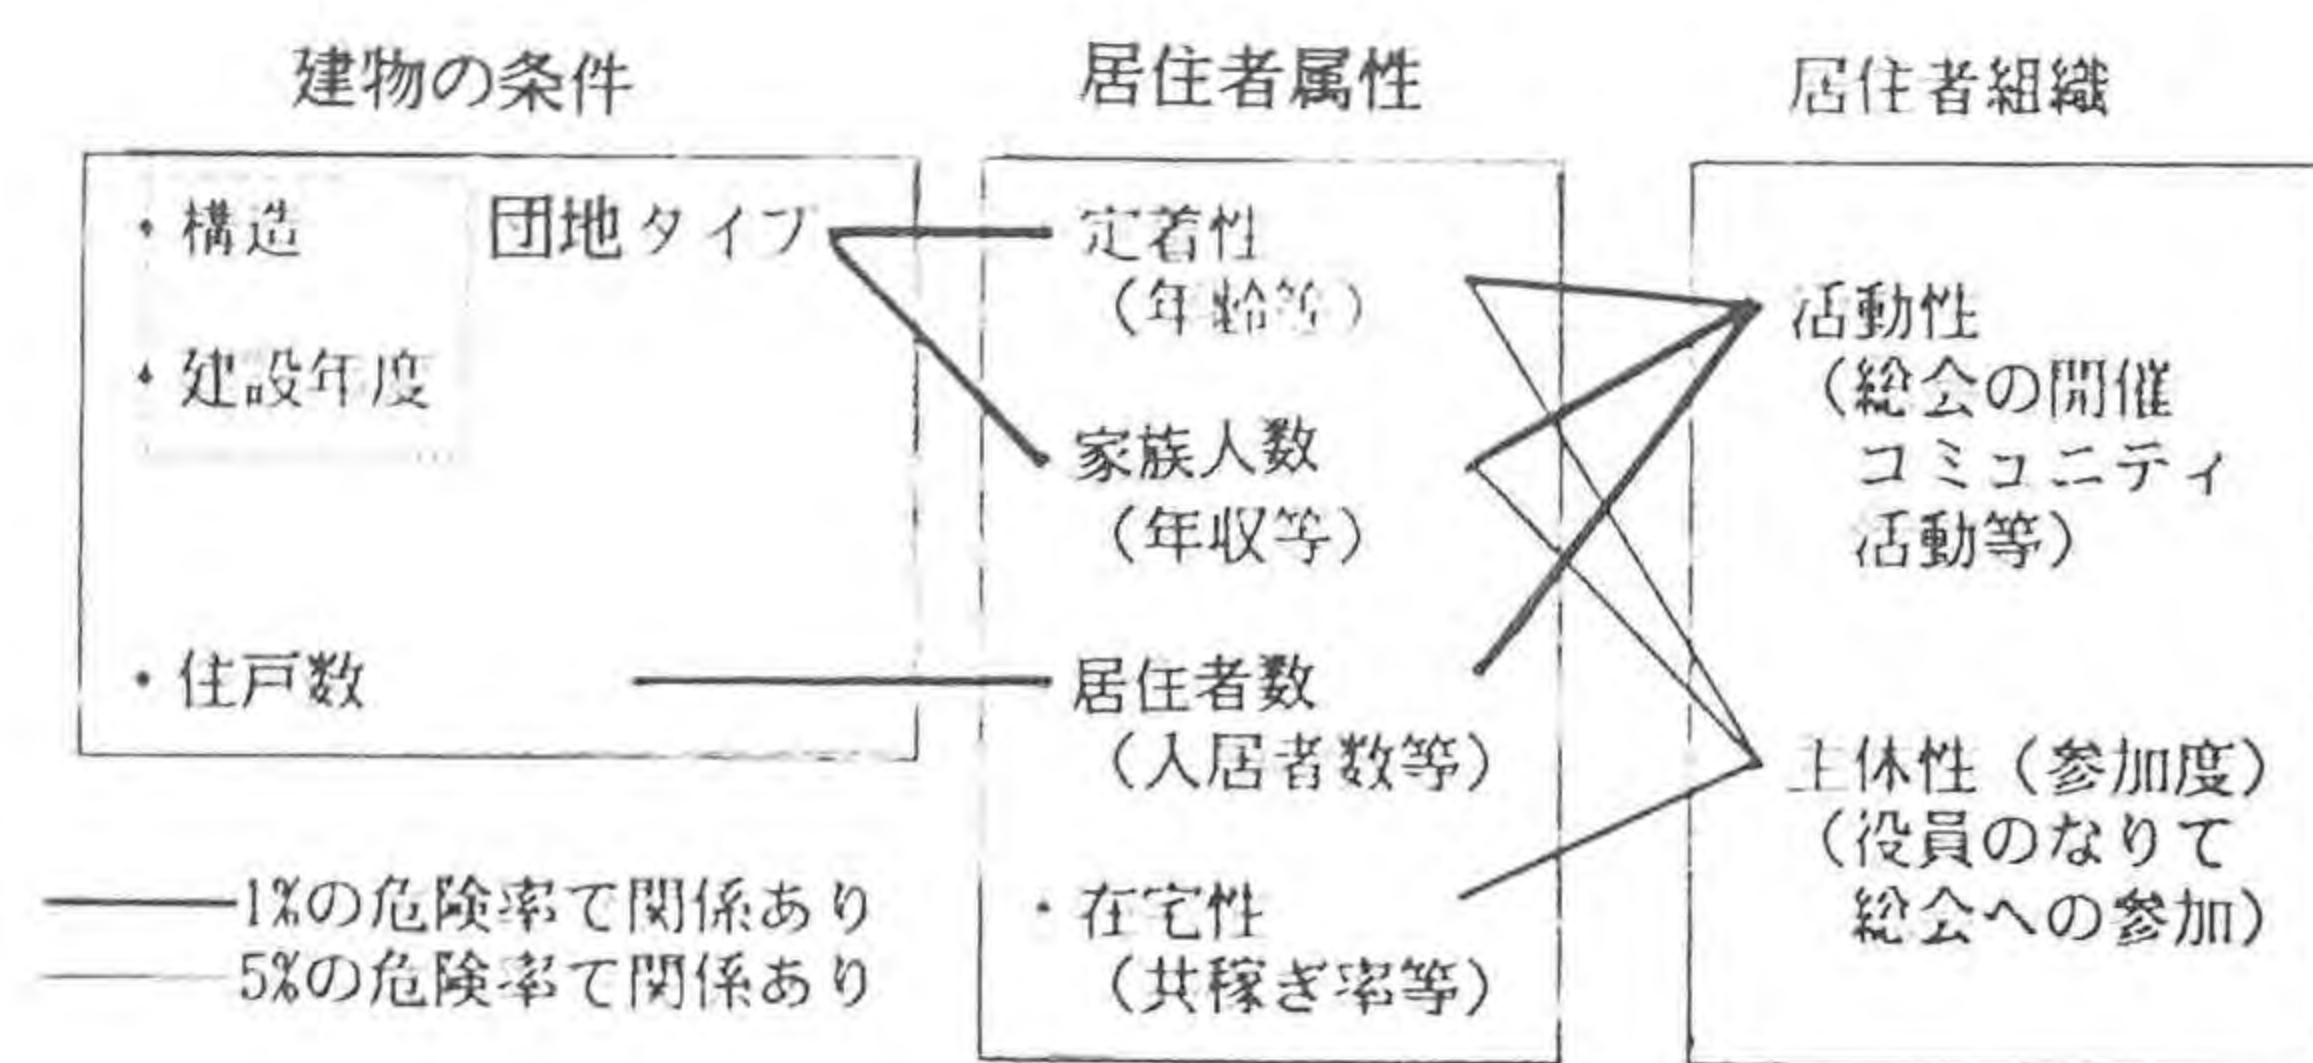 建物の条件
・構造 団地タイプ
・建設年度
・住戸数
居住者属性
定着性
（年齢等）
家族人数
（年収等）
居住者数
（入居者数等）
・在宅性
（共稼ぎ率等）
居住者組織
活動性
（総会の開催
コミュニティ
活動等）
主体性（参加度）
（役員のなりて
総会への参加）
1%の危険率で関係あり
5%の危険率で関係あり